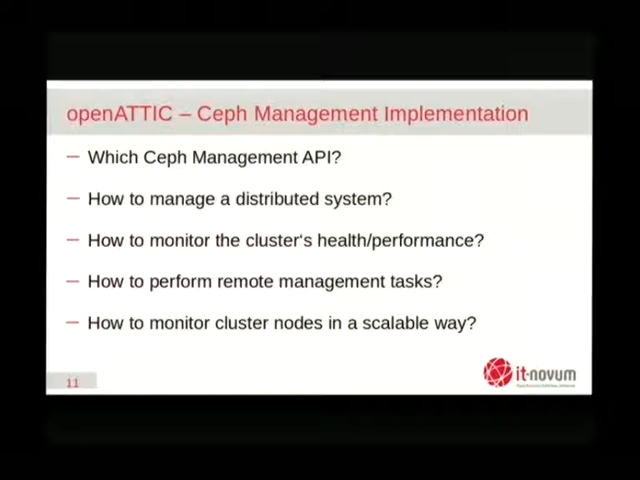 openATTIC – Ceph Management Implementation
– Which Ceph Management API?
– How to manage a distributed system?
– How to monitor the cluster‘s health/performance?
– How to perform remote management tasks?
– How to monitor cluster nodes in a scalable way?
11
it-novum